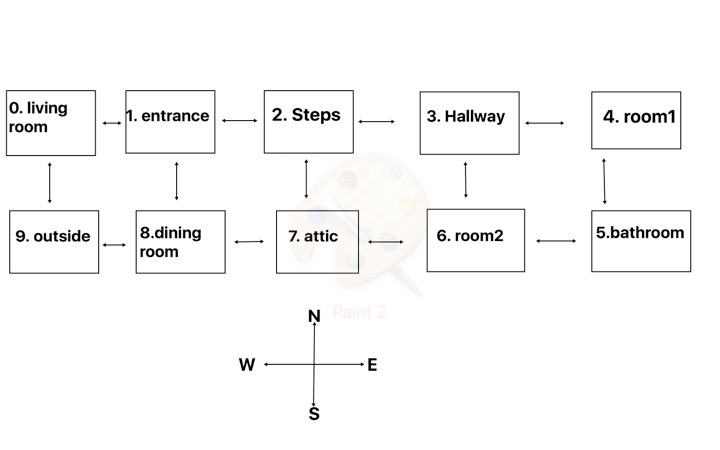 0. living
room
1. entrance
2. Steps
3. Hallway
4. room1
9. outside
8.dining
room
7. attic
6. room2
5.bathroom
Paint 2
N
W
E
S